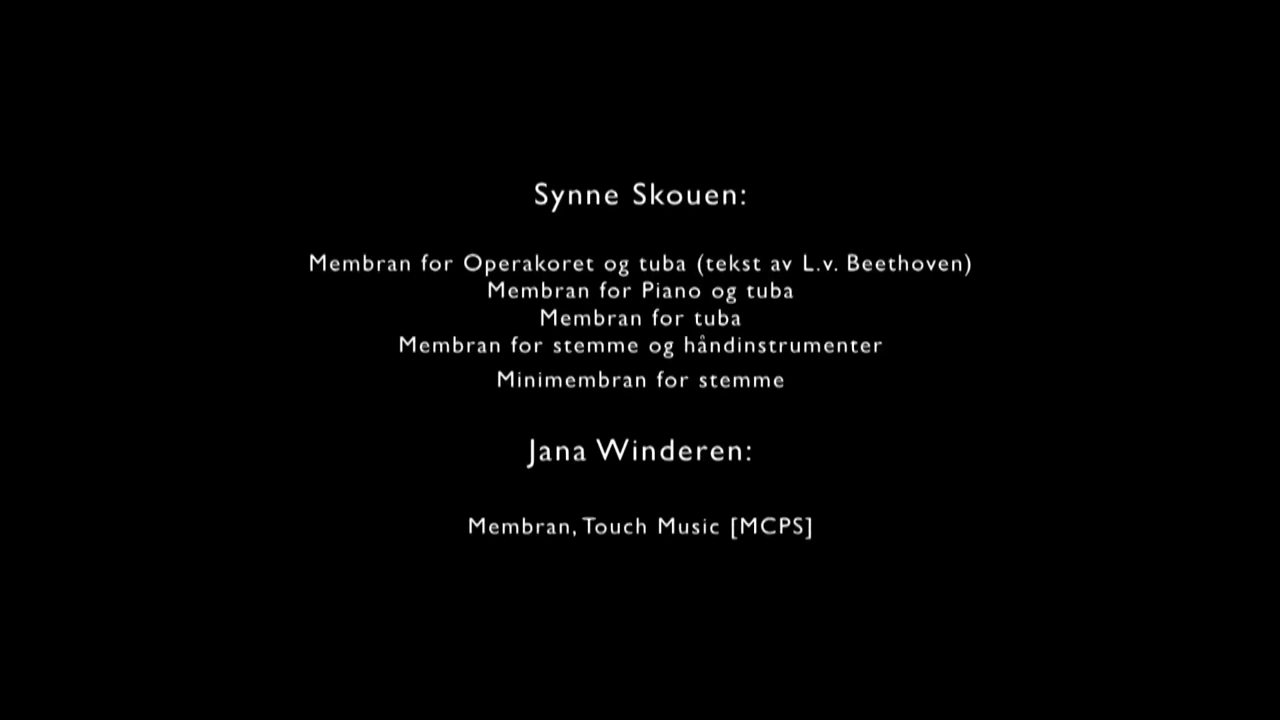 Synne Skouen:
Membran for Operakoret og tuba (tekst av L.v. Beethoven)
Membran for Piano og tuba
Membran for tuba
Membran for stemme og håndinstrumenter
Minimembran for stemme
Jana Winderen:
Membran, Touch Music [MCPS]